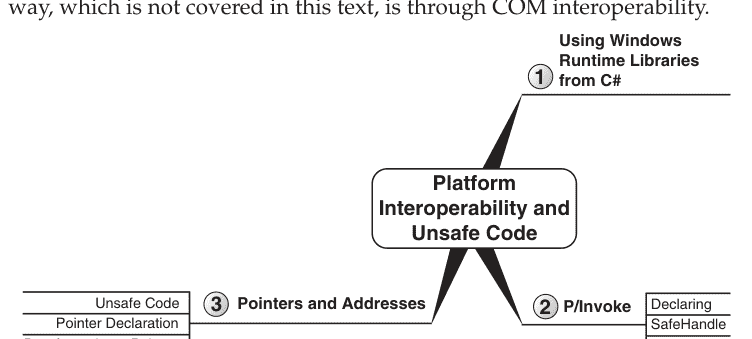 way, which is not covered in this text, is through COM interoperability.
1
Using Windows
Runtime Libraries
from C#
Platform
Interoperability and
Unsafe Code
Unsafe Code
Pointer Declaration
3 Pointers and Addresses
2 P/Invoke
Declaring
SafeHandle